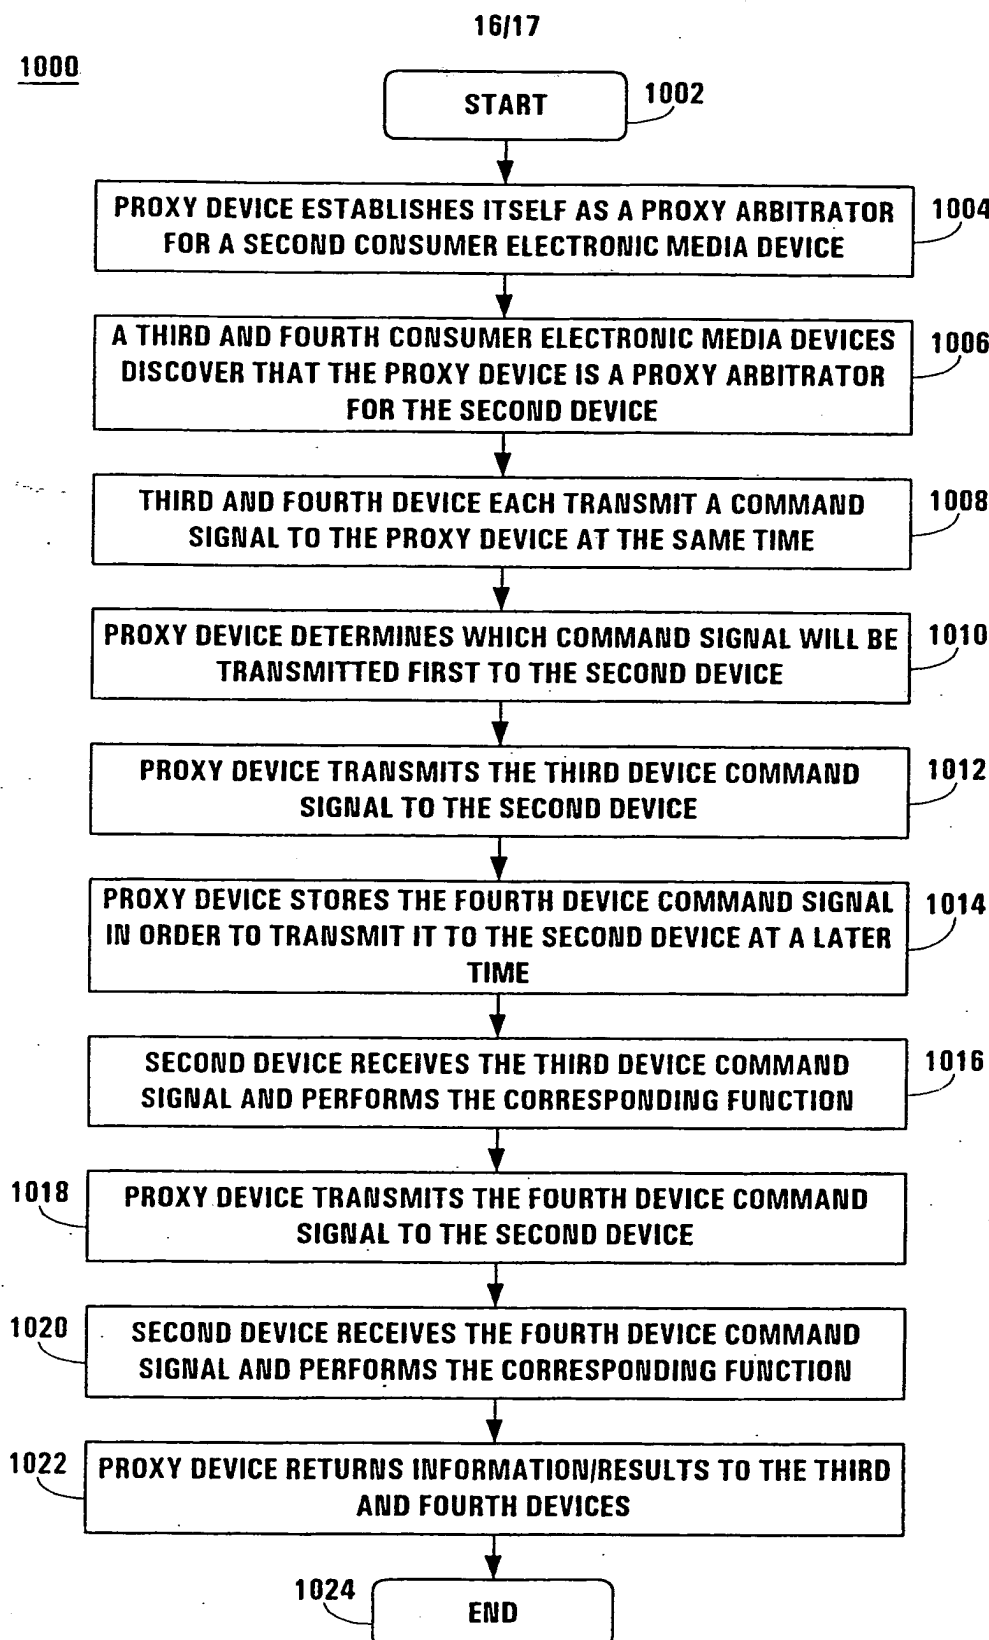 16/17
1000
START
1002
PROXY DEVICE ESTABLISHES ITSELF AS A PROXY ARBITRATOR
FOR A SECOND CONSUMER ELECTRONIC MEDIA DEVICE
1004
A THIRD AND FOURTH CONSUMER ELECTRONIC MEDIA DEVICES
DISCOVER THAT THE PROXY DEVICE IS A PROXY ARBITRATOR
FOR THE SECOND DEVICE
1006
THIRD AND FOURTH DEVICE EACH TRANSMIT A COMMAND
SIGNAL TO THE PROXY DEVICE AT THE SAME TIME
1008
PROXY DEVICE DETERMINES WHICH COMMAND SIGNAL WILL BE
TRANSMITTED FIRST TO THE SECOND DEVICE
1010
PROXY DEVICE TRANSMITS THE THIRD DEVICE COMMAND
SIGNAL TO THE SECOND DEVICE
1012
PROXY DEVICE STORES THE FOURTH DEVICE COMMAND SIGNAL
IN ORDER TO TRANSMIT IT TO THE SECOND DEVICE AT A LATER
TIME
1014
SECOND DEVICE RECEIVES THE THIRD DEVICE COMMAND
SIGNAL AND PERFORMS THE CORRESPONDING FUNCTION
1016
1018
PROXY DEVICE TRANSMITS THE FOURTH DEVICE COMMAND
SIGNAL TO THE SECOND DEVICE
1020
SECOND DEVICE RECEIVES THE FOURTH DEVICE COMMAND
SIGNAL AND PERFORMS THE CORRESPONDING FUNCTION
1022
PROXY DEVICE RETURNS INFORMATION/RESULTS TO THE THIRD
AND FOURTH DEVICES
1024
END